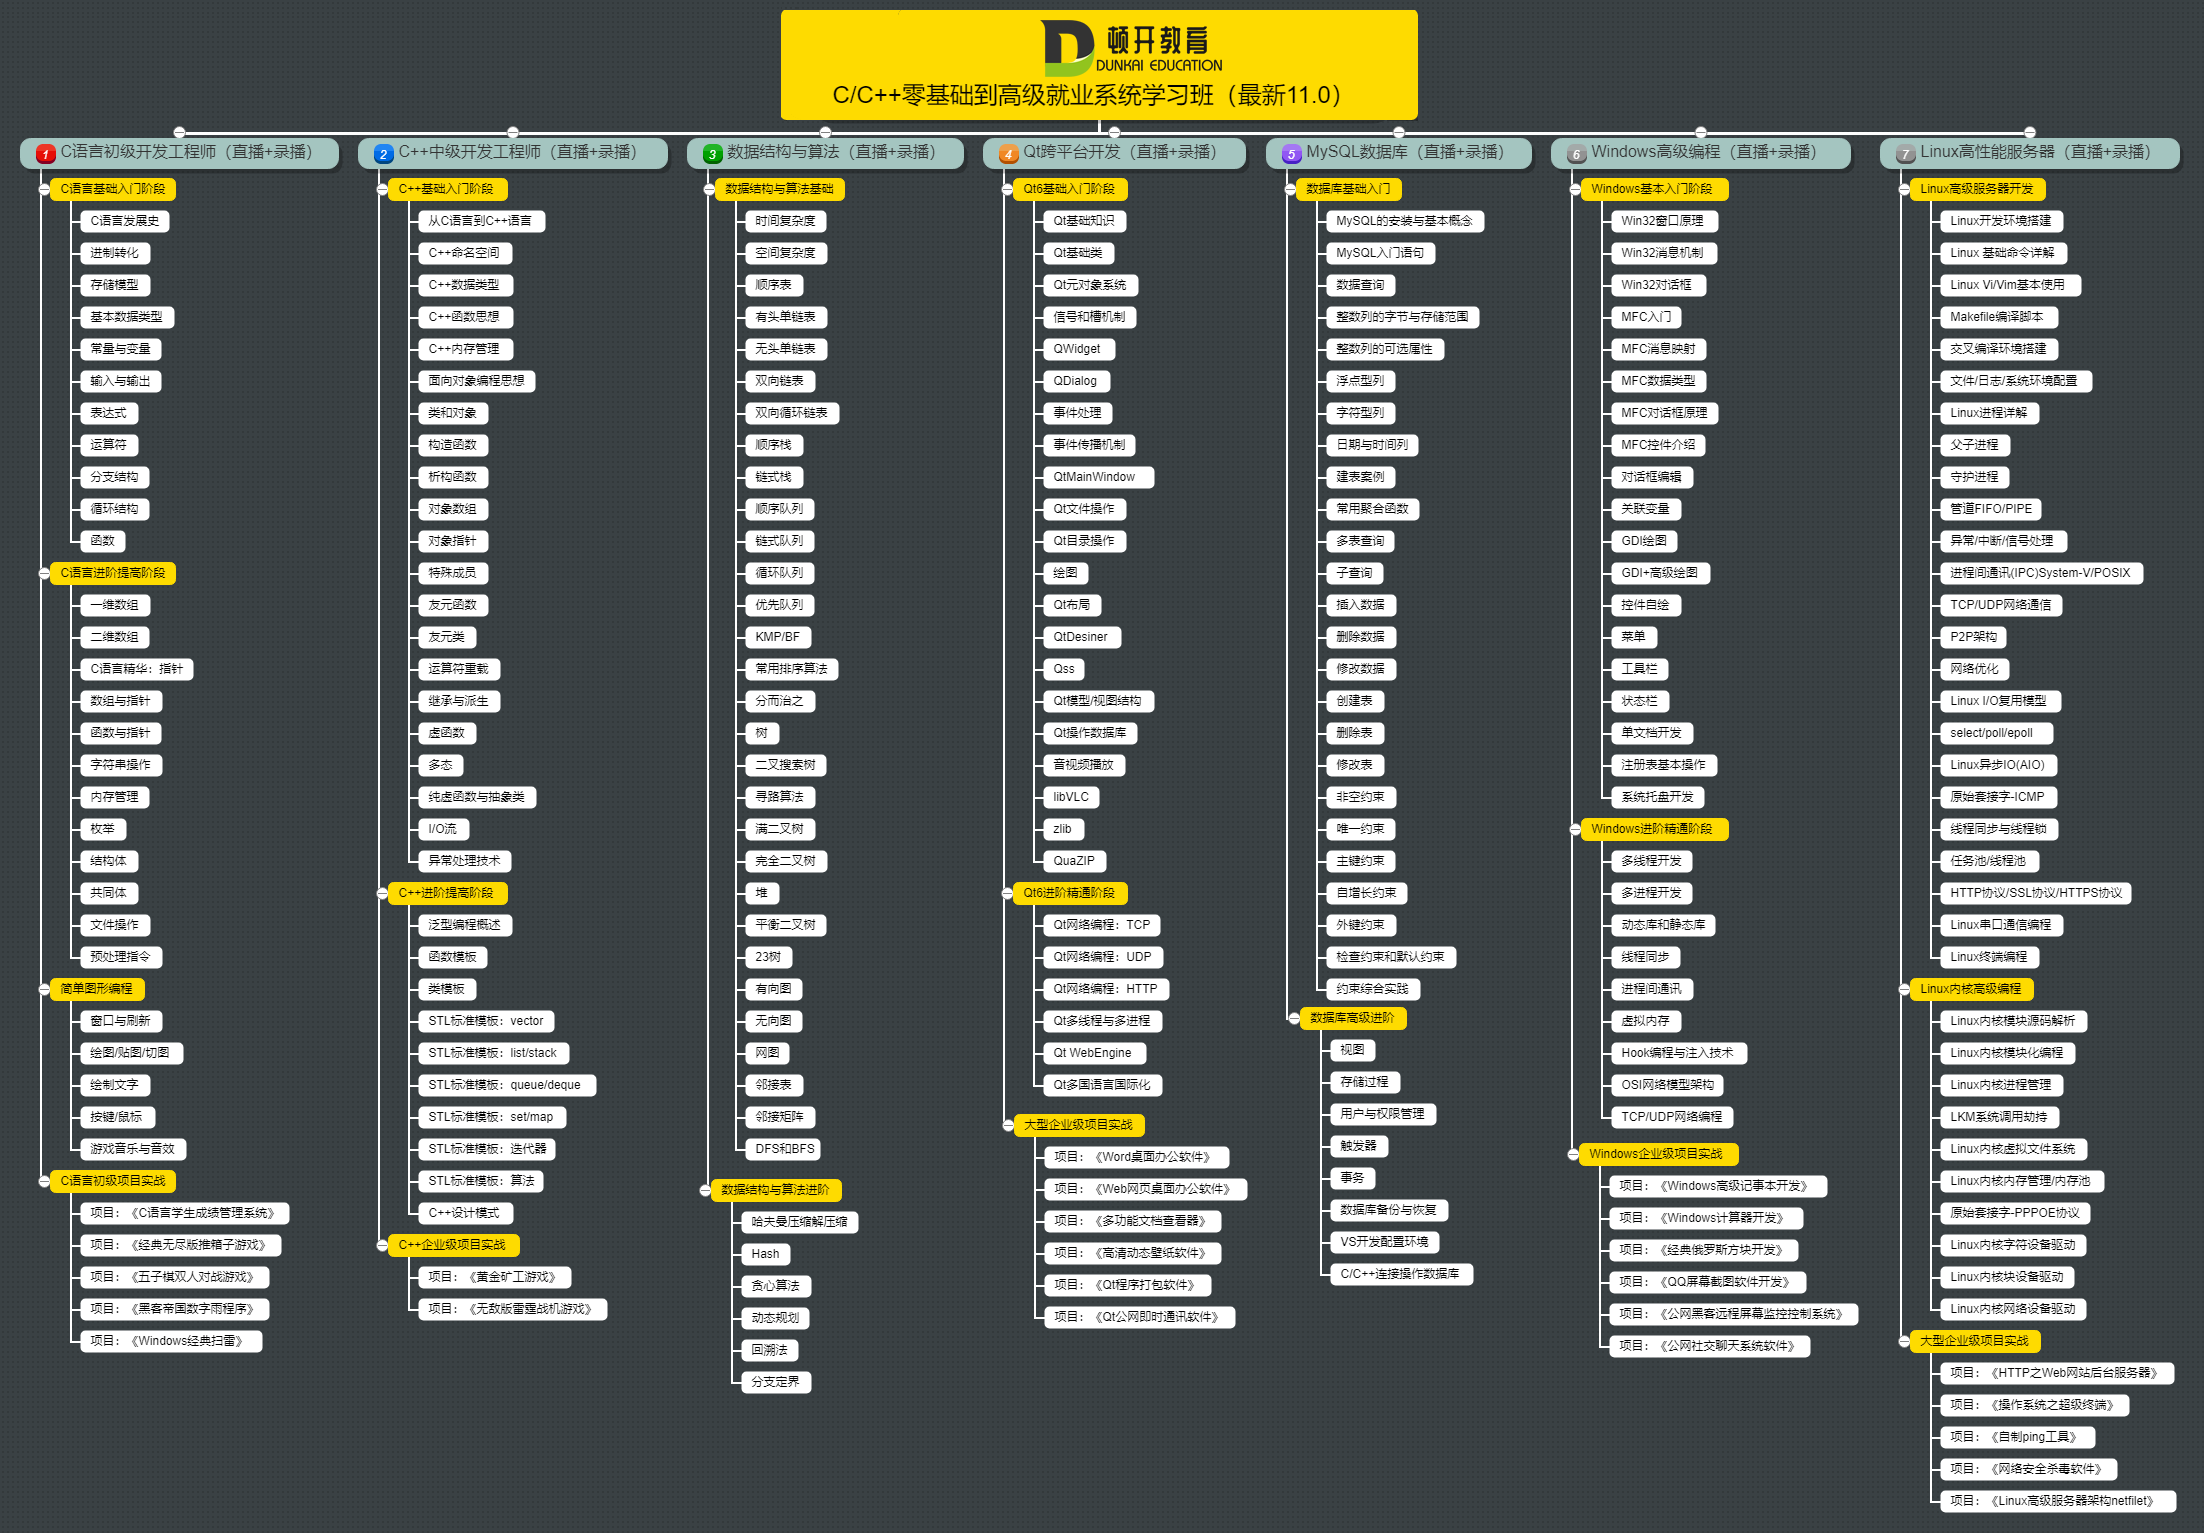 顿开教育
DUNKAI EDUCATION
C/C++零基础到高级就业系统学习班（最新11.0）
1 C语言初级开发工程师（直播+录播）
C语言基础入门阶段
C语言发展史
进制转化
存储模型
基本数据类型
常量与变量
输入与输出
表达式
运算符
分支结构
循环结构
函数
C语言进阶提高阶段
一维数组
二维数组
C语言精华：指针
数组与指针
函数与指针
字符串操作
内存管理
枚举
结构体
共同体
文件操作
预处理指令
简单图形编程
窗口与刷新
绘图/贴图/切图
绘制文字
按键/鼠标
游戏音乐与音效
C语言初级项目实战
项目：《C语言学生成绩管理系统》
项目：《经典无尽版推箱子游戏》
项目：《五子棋双人对战游戏》
项目：《黑客帝国数字雨程序》
项目：《Windows经典扫雷》
2 C++中级开发工程师（直播+录播）
C++基础入门阶段
从C语言到C++语言
C++命名空间
C++数据类型
C++函数思想
C++内存管理
面向对象编程思想
类和对象
构造函数
析构函数
对象数组
对象指针
特殊成员
友元函数
友元类
运算符重载
继承与派生
虚函数
多态
纯虚函数与抽象类
I/O流
异常处理技术
C++进阶提高阶段
泛型编程概述
函数模板
类模板
STL标准模板：vector
STL标准模板：list/stack
STL标准模板：queue/deque
STL标准模板：set/map
STL标准模板：迭代器
STL标准模板：算法
C++设计模式
C++企业级项目实战
项目：《黄金矿工游戏》
项目：《无敌版雷霆战机游戏》
3 数据结构与算法（直播+录播）
数据结构与算法基础
时间复杂度
空间复杂度
顺序表
有头单链表
无头单链表
双向链表
双向循环链表
顺序栈
链式栈
顺序队列
链式队列
循环队列
优先队列
KMP/BF
常用排序算法
分而治之
树
二叉搜索树
寻路算法
满二叉树
完全二叉树
堆
平衡二叉树
23树
有向图
无向图
网图
邻接表
邻接矩阵
DFS和BFS
数据结构与算法进阶
哈夫曼压缩解压缩
Hash
贪心算法
动态规划
回溯法
分支定界
4 Qt跨平台开发（直播+录播）
Qt6基础入门阶段
Qt基础知识
Qt基础类
Qt元对象系统
信号和槽机制
QWidget
QDialog
事件处理
事件传播机制
QtMainWindow
Qt文件操作
Qt目录操作
绘图
Qt布局
QtDesiner
Qss
Qt模型/视图结构
Qt操作数据库
音视频播放
libVLC
zlib
QuaZIP
Qt6进阶精通阶段
Qt网络编程：TCP
Qt网络编程：UDP
Qt网络编程：HTTP
Qt多线程与多进程
Qt WebEngine
Qt多国语言国际化
大型企业级项目实战
项目：《Word桌面办公软件》
项目：《Web网页桌面办公软件》
项目：《多功能文档查看器》
项目：《高清动态壁纸软件》
项目：《Qt程序打包软件》
项目：《Qt公网即时通讯软件》
5 MySQL数据库（直播+录播）
数据库基础入门
MySQL的安装与基本概念
MySQL入门语句
数据查询
整数列的字节与存储范围
整数列的可选属性
浮点型列
字符型列
日期与时间列
建表案例
常用聚合函数
多表查询
子查询
插入数据
删除数据
修改数据
创建表
删除表
修改表
非空约束
唯一约束
主键约束
自增长约束
外键约束
检查约束和默认约束
约束综合实践
数据库高级进阶
视图
存储过程
用户与权限管理
触发器
事务
数据库备份与恢复
VS开发配置环境
C/C++连接操作数据库
6 Windows高级编程（直播+录播）
Windows基本入门阶段
Win32窗口原理
Win32消息机制
Win32对话框
MFC入门
MFC消息映射
MFC数据类型
MFC对话框原理
MFC控件介绍
对话框编辑
关联变量
GDI绘图
GDI+高级绘图
控件自绘
菜单
工具栏
状态栏
单文档开发
注册表基本操作
系统托盘开发
Windows进阶精通阶段
多线程开发
多进程开发
动态库和静态库
线程同步
进程间通讯
虚拟内存
Hook编程与注入技术
OSI网络模型架构
TCP/UDP网络编程
Windows企业级项目实战
项目：《Windows高级记事本开发》
项目：《Windows计算器开发》
项目：《经典俄罗斯方块开发》
项目：《QQ屏幕截图软件开发》
项目：《公网黑客远程屏幕监控控制系统》
项目：《公网社交聊天系统软件》
7 Linux高性能服务器（直播+录播）
Linux高级服务器开发
Linux开发环境搭建
Linux 基础命令详解
Linux Vi/Vim基本使用
Makefile编译脚本
交叉编译环境搭建
文件/日志/系统环境配置
Linux进程详解
父子进程
守护进程
管道FIFO/PIPE
异常/中断/信号处理
进程间通讯(IPC)System-V/POSIX
TCP/UDP网络通信
P2P架构
网络优化
Linux I/O复用模型
select/poll/epoll
Linux异步IO(AIO)
原始套接字-ICMP
线程同步与线程锁
任务池/线程池
HTTP协议/SSL协议/HTTPS协议
Linux串口通信编程
Linux终端编程
Linux内核高级编程
Linux内核模块源码解析
Linux内核模块化编程
Linux内核进程管理
LKM系统调用劫持
Linux内核虚拟文件系统
Linux内核内存管理/内存池
原始套接字-PPPOE协议
Linux内核字符设备驱动
Linux内核块设备驱动
Linux内核网络设备驱动
大型企业级项目实战
项目：《HTTP之Web网站后台服务器》
项目：《操作系统之超级终端》
项目：《自制ping工具》
项目：《网络安全杀毒软件》
项目：《Linux高级服务器架构netfilet》